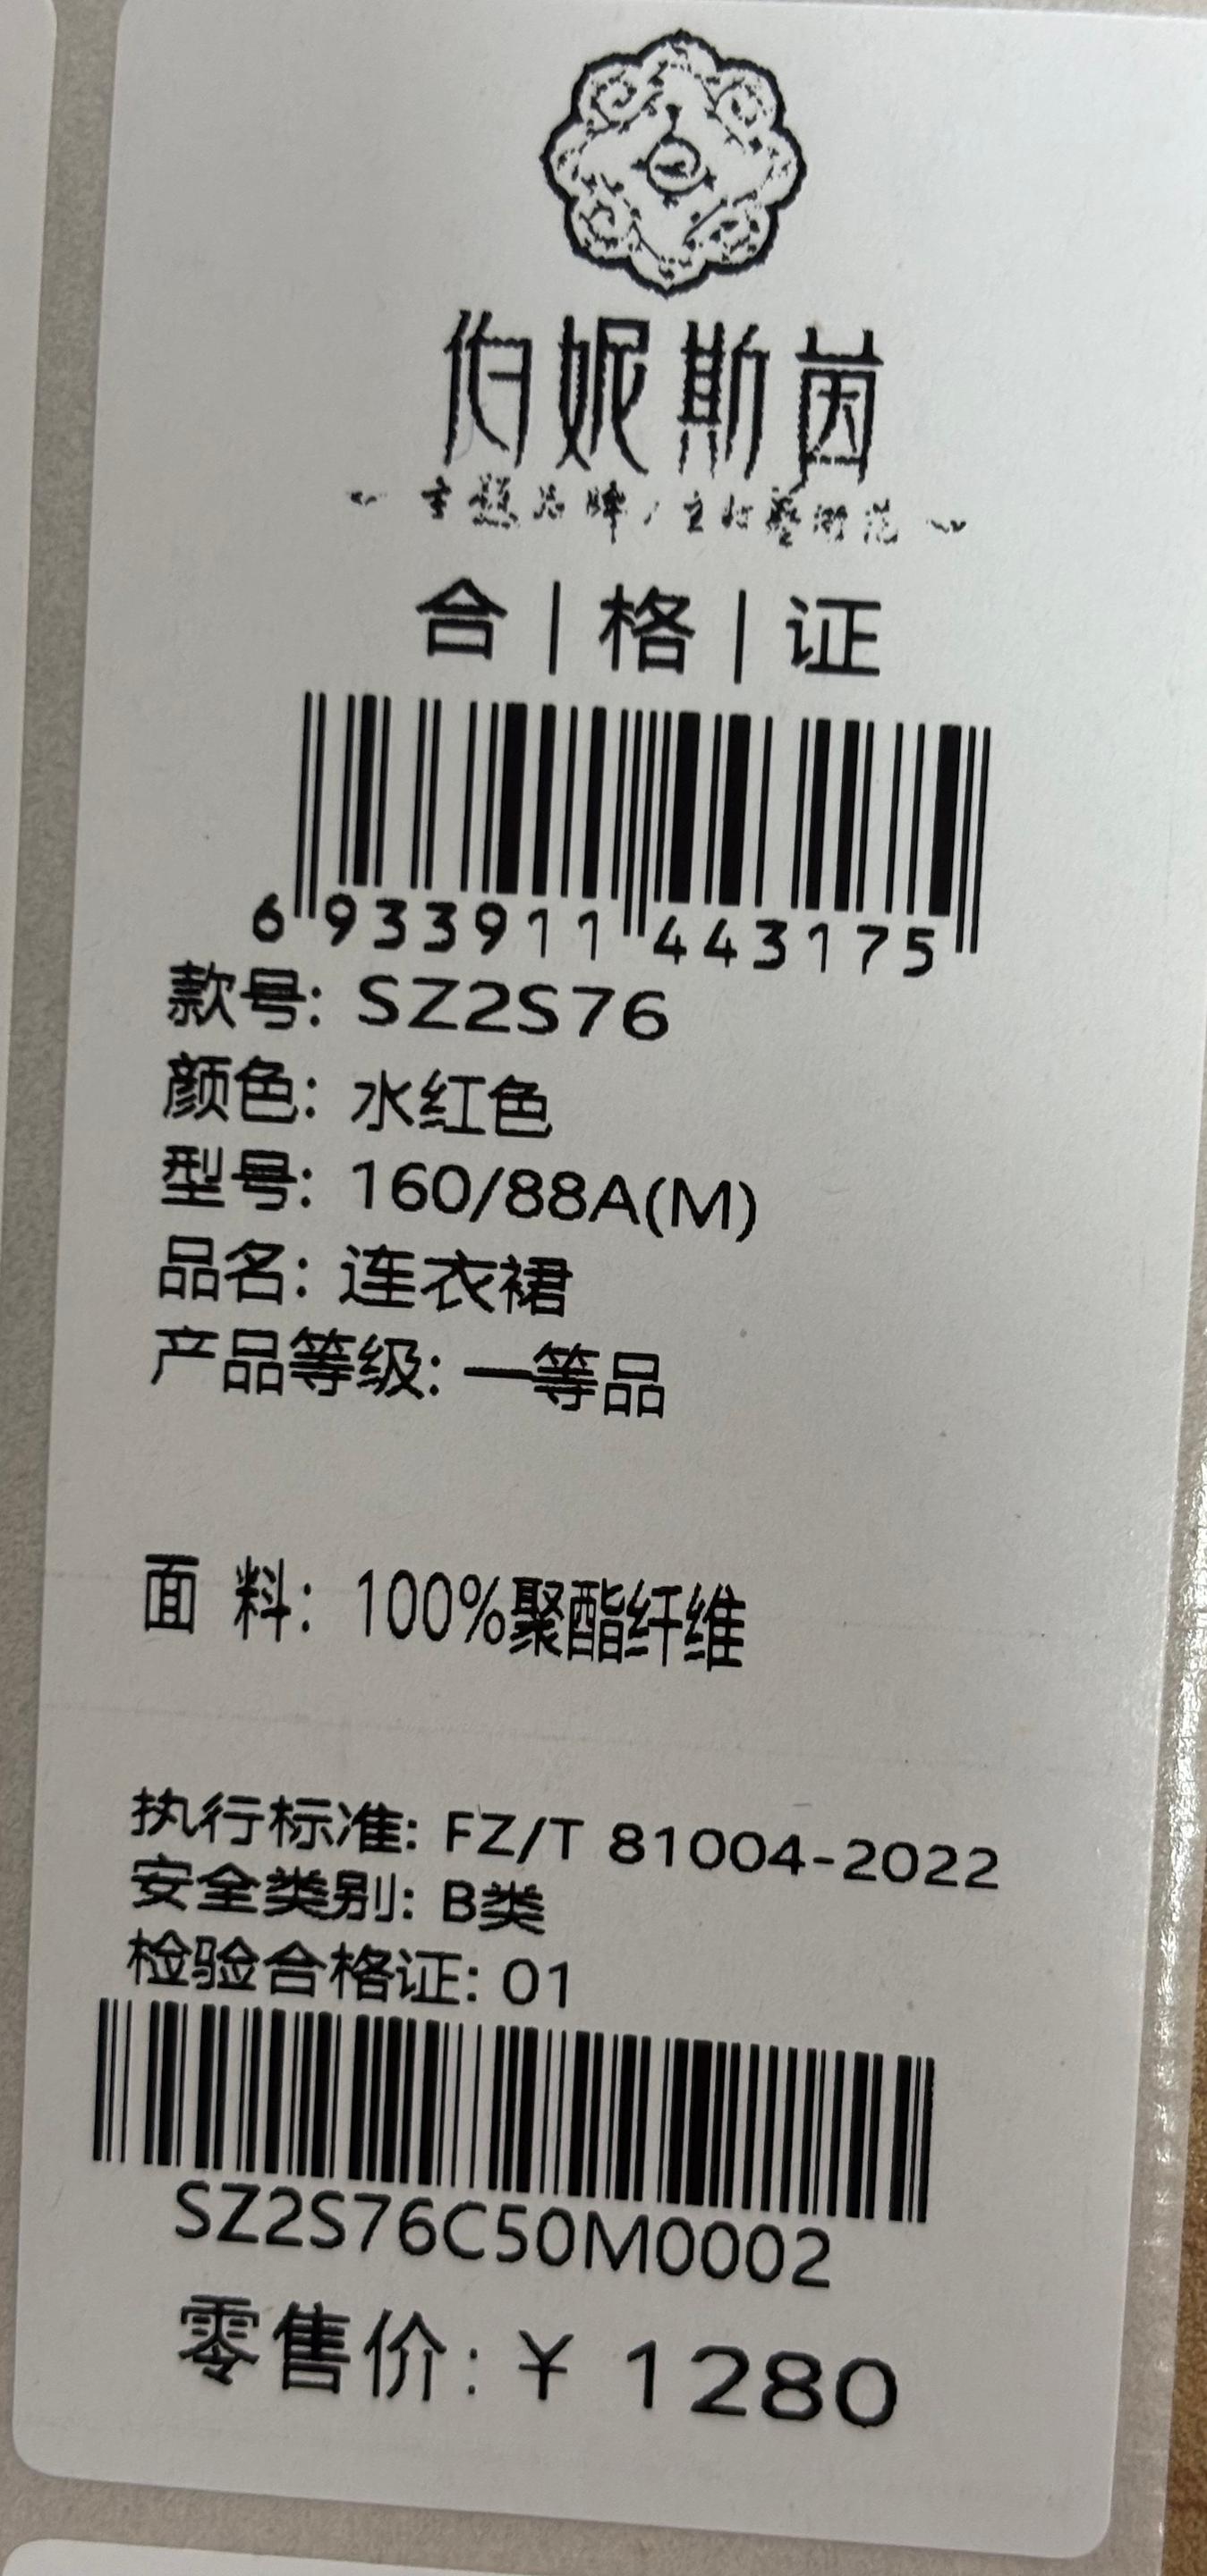 伯妮斯茵
合|格|证
6 933911 443175
款号: SZ2S76
颜色: 水红色
型号: 160/88A(M)
品名: 连衣裙
产品等级: 一等品
面 料: 100%聚酯纤维
执行标准: FZ/T 81004-2022
安全类别: B类
检验合格证: 01
SZ2S76C50M0002
零售价: ¥ 1280